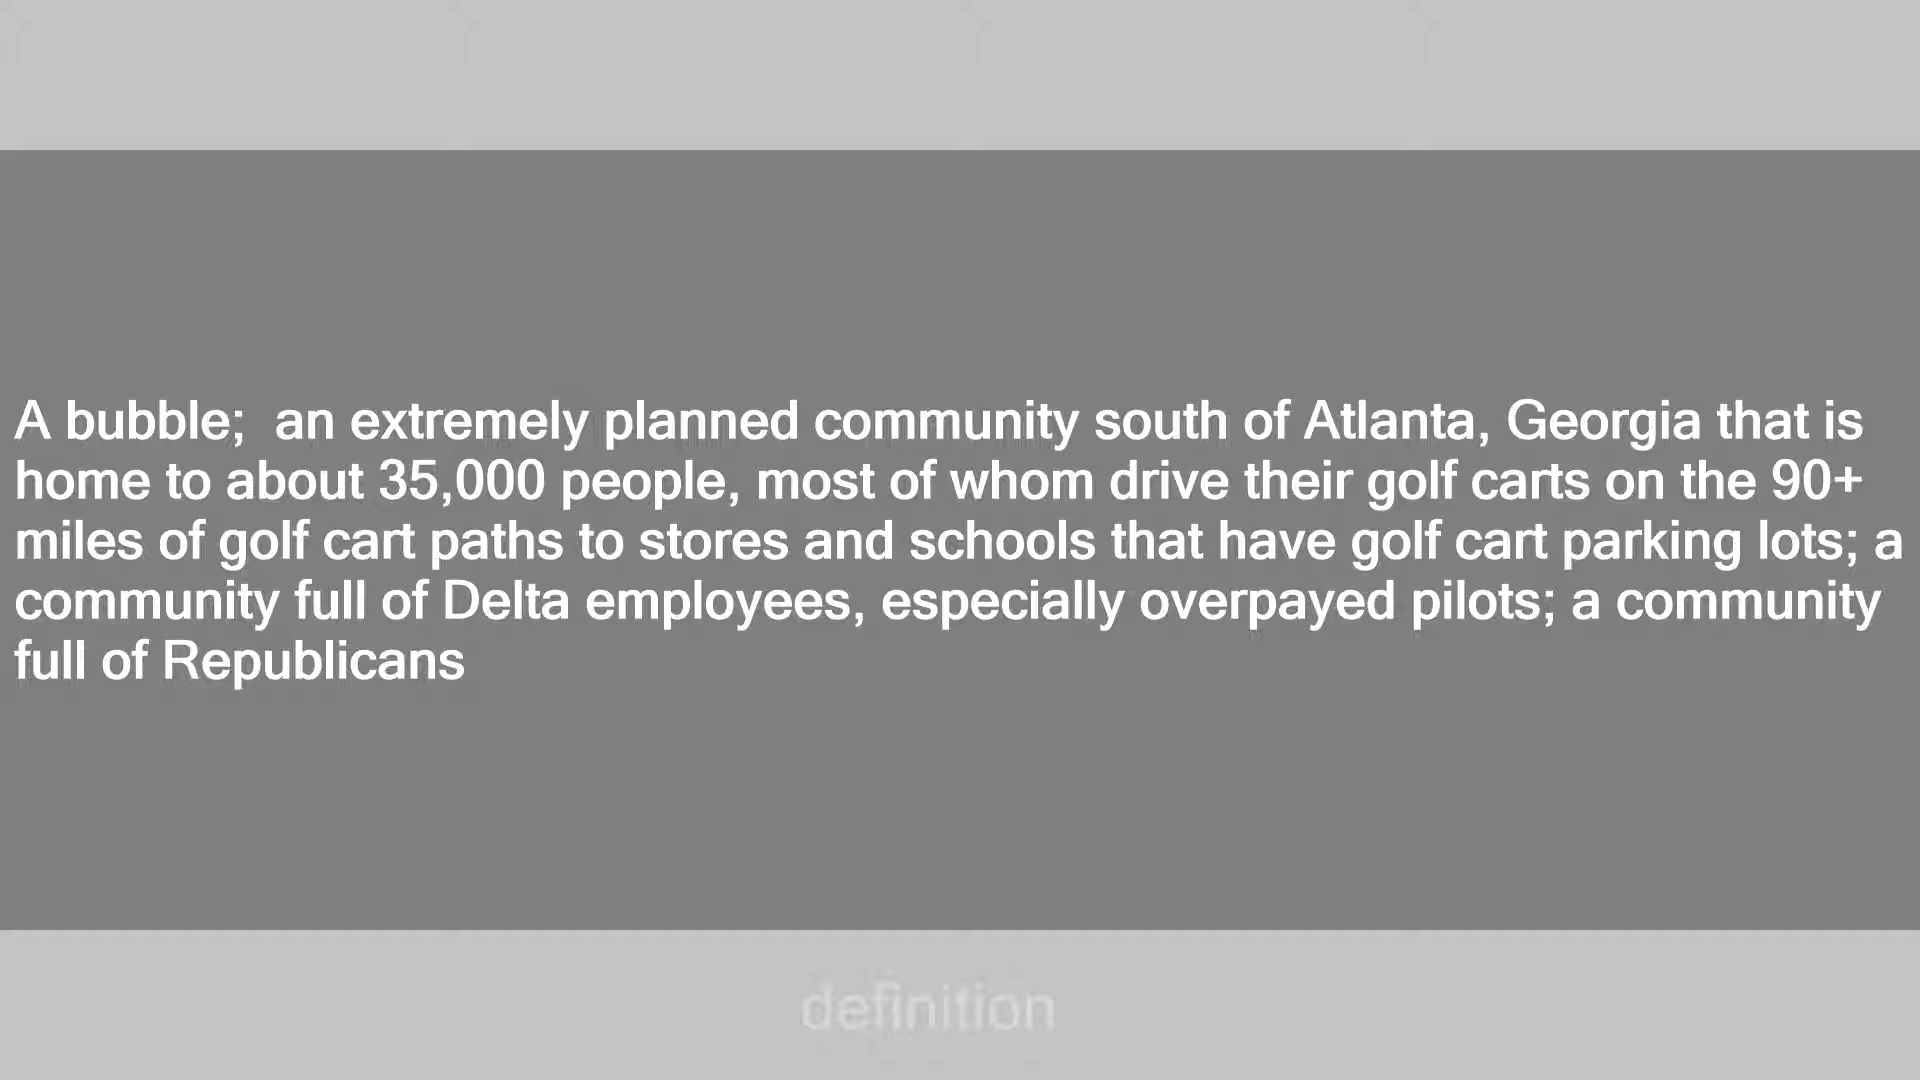 A bubble;  an extremely planned community south of Atlanta, Georgia that is
home to about 35,000 people, most of whom drive their golf carts on the 90+
miles of golf cart paths to stores and schools that have golf cart parking lots; a
community full of Delta employees, especially overpayed pilots; a community
full of Republicans
definition